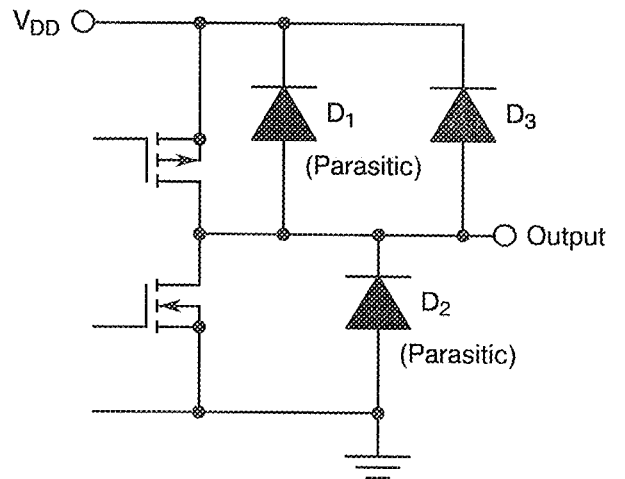 VDD
D1
(Parasitic)
D3
Output
D2
(Parasitic)